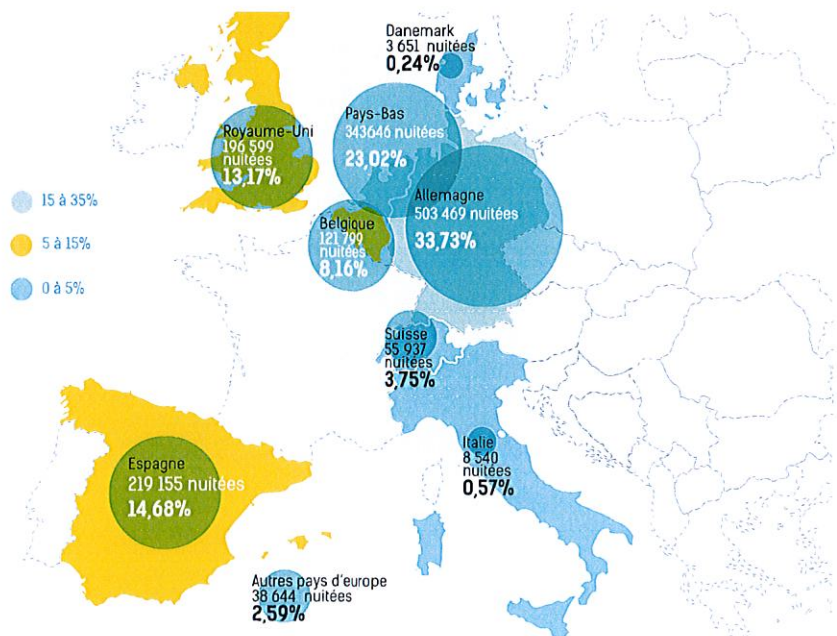 Danemark
3 651 nuitées
0,24%
Pays-Bas
343646 nuitées
23,02%
Royaume-Uni
196 599
nuitées
13,17%
Allemagne
503 469 nuitées
33,73%
15 à 35%
5 à 15%
0 à 5%
Belgique
121 799
nuitées
8,16%
Suisse
55 937
nuitées
3,75%
Italie
8 540
nuitées
0,57%
Espagne
219 155 nuitées
14,68%
Autres pays d'europe
38 644 nuitées
2,59%